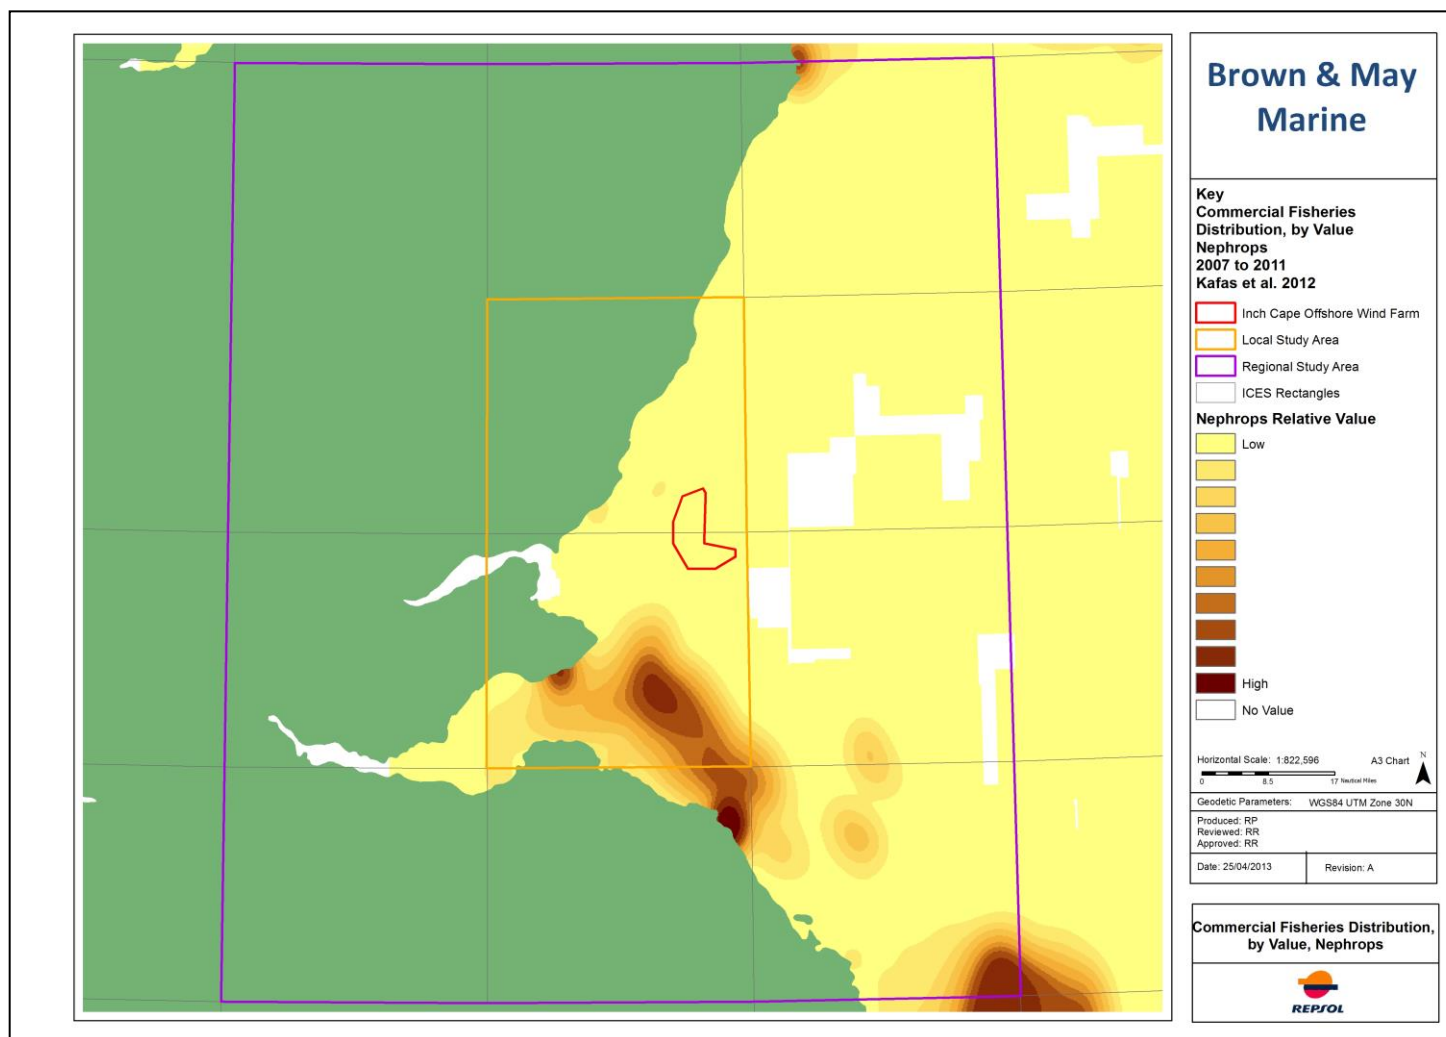 Brown & May
Marine
Key
Commercial Fisheries
Distribution, by Value
Nephrops
2007 to 2011
Kafas et al. 2012
Inch Cape Offshore Wind Farm
Local Study Area
Regional Study Area
ICES Rectangles
Nephrops Relative Value
Low
High
No Value
Horizontal Scale: 1:822,596
A3 Chart
N
0 8.5 17 Nautical Miles
Geodetic Parameters: WGS84 UTM Zone 30N
Produced: RP
Reviewed: RR
Approved: RR
Date: 25/04/2013
Revision: A
Commercial Fisheries Distribution,
by Value, Nephrops
REPSOL